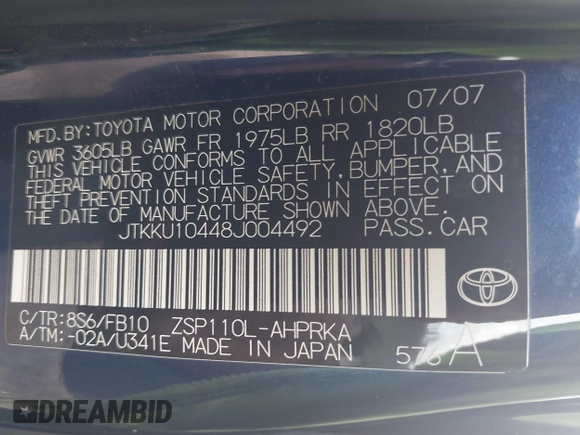 MFD.BY:TOYOTA MOTOR CORPORATION 07/07
GVWR 3605LB GAWR FR 1975LB RR 1820LB
THIS VEHICLE CONFORMS TO ALL APPLICABLE
FEDERAL MOTOR VEHICLE SAFETY,BUMPER,AND
THEFT PREVENTION STANDARDS IN EFFECT ON
THE DATE OF MANUFACTURE SHOWN ABOVE.
JTKKU10448J004492 PASS.CAR
C/TR:8S6/FB10 ZSP110L-AHPRKA
A/TM:-02A/U341E MADE IN JAPAN 576 A
DREAMBID